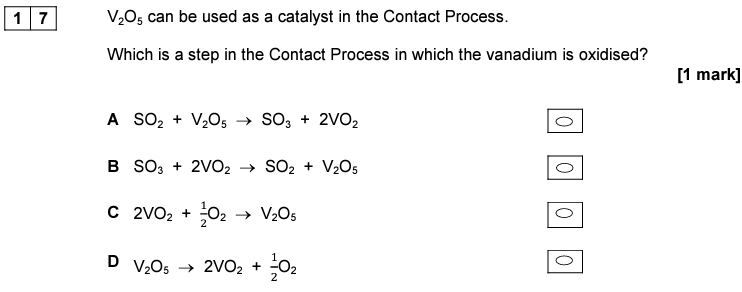 1 7 V₂O₅ can be used as a catalyst in the Contact Process.
Which is a step in the Contact Process in which the vanadium is oxidised?
[1 mark]
A SO₂ + V₂O₅ → SO₃ + 2VO₂
B SO₃ + 2VO₂ → SO₂ + V₂O₅
C 2VO₂ + ½O₂ → V₂O₅
D V₂O₅ → 2VO₂ + ½O₂